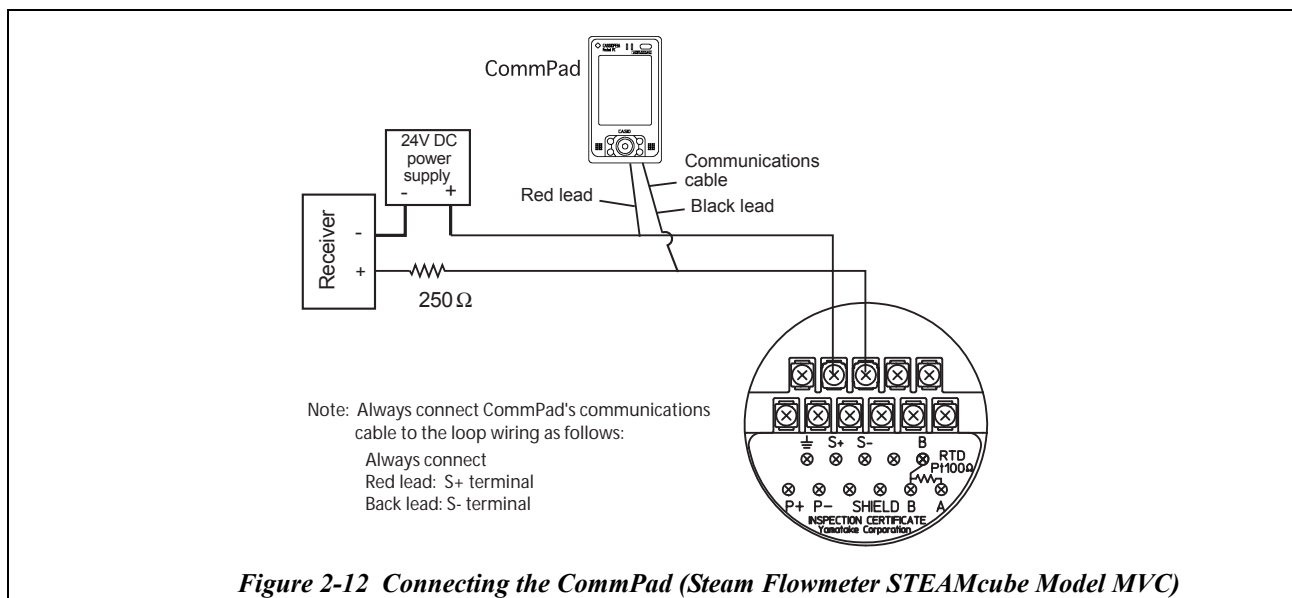 CommPad
CASIO
24V DC
power
supply
- +
Communications
cable
Red lead
Black lead
Receiver
-
+
250 Ω
Note: Always connect CommPad's communications
cable to the loop wiring as follows:
Always connect
Red lead: S+ terminal
Back lead: S- terminal
S+ S- B
RTD
Pt100Ω
P+ P- SHIELD B A
INSPECTION CERTIFICATE
Yamatake Corporation
Figure 2-12 Connecting the CommPad (Steam Flowmeter STEAMcube Model MVC)